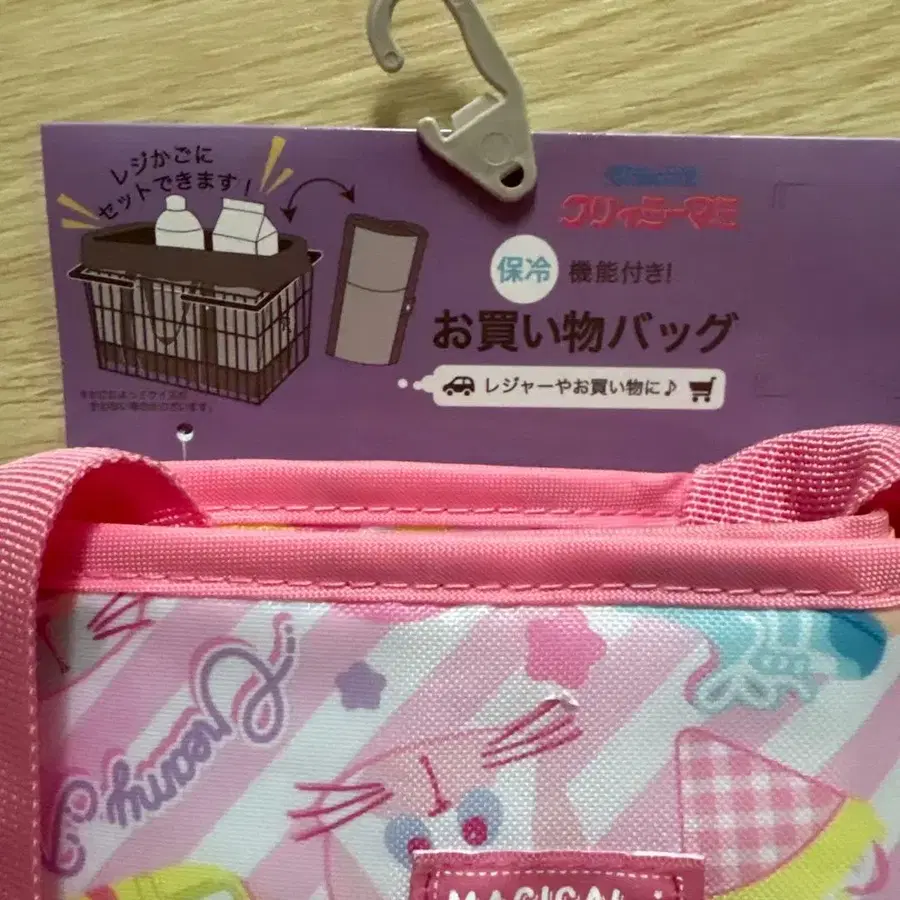 レジかごに
セットできます!
クリィミーマミ
保冷 機能付き!
お買い物バッグ
レジャーやお買い物に♪
Creamy
MAGICAL